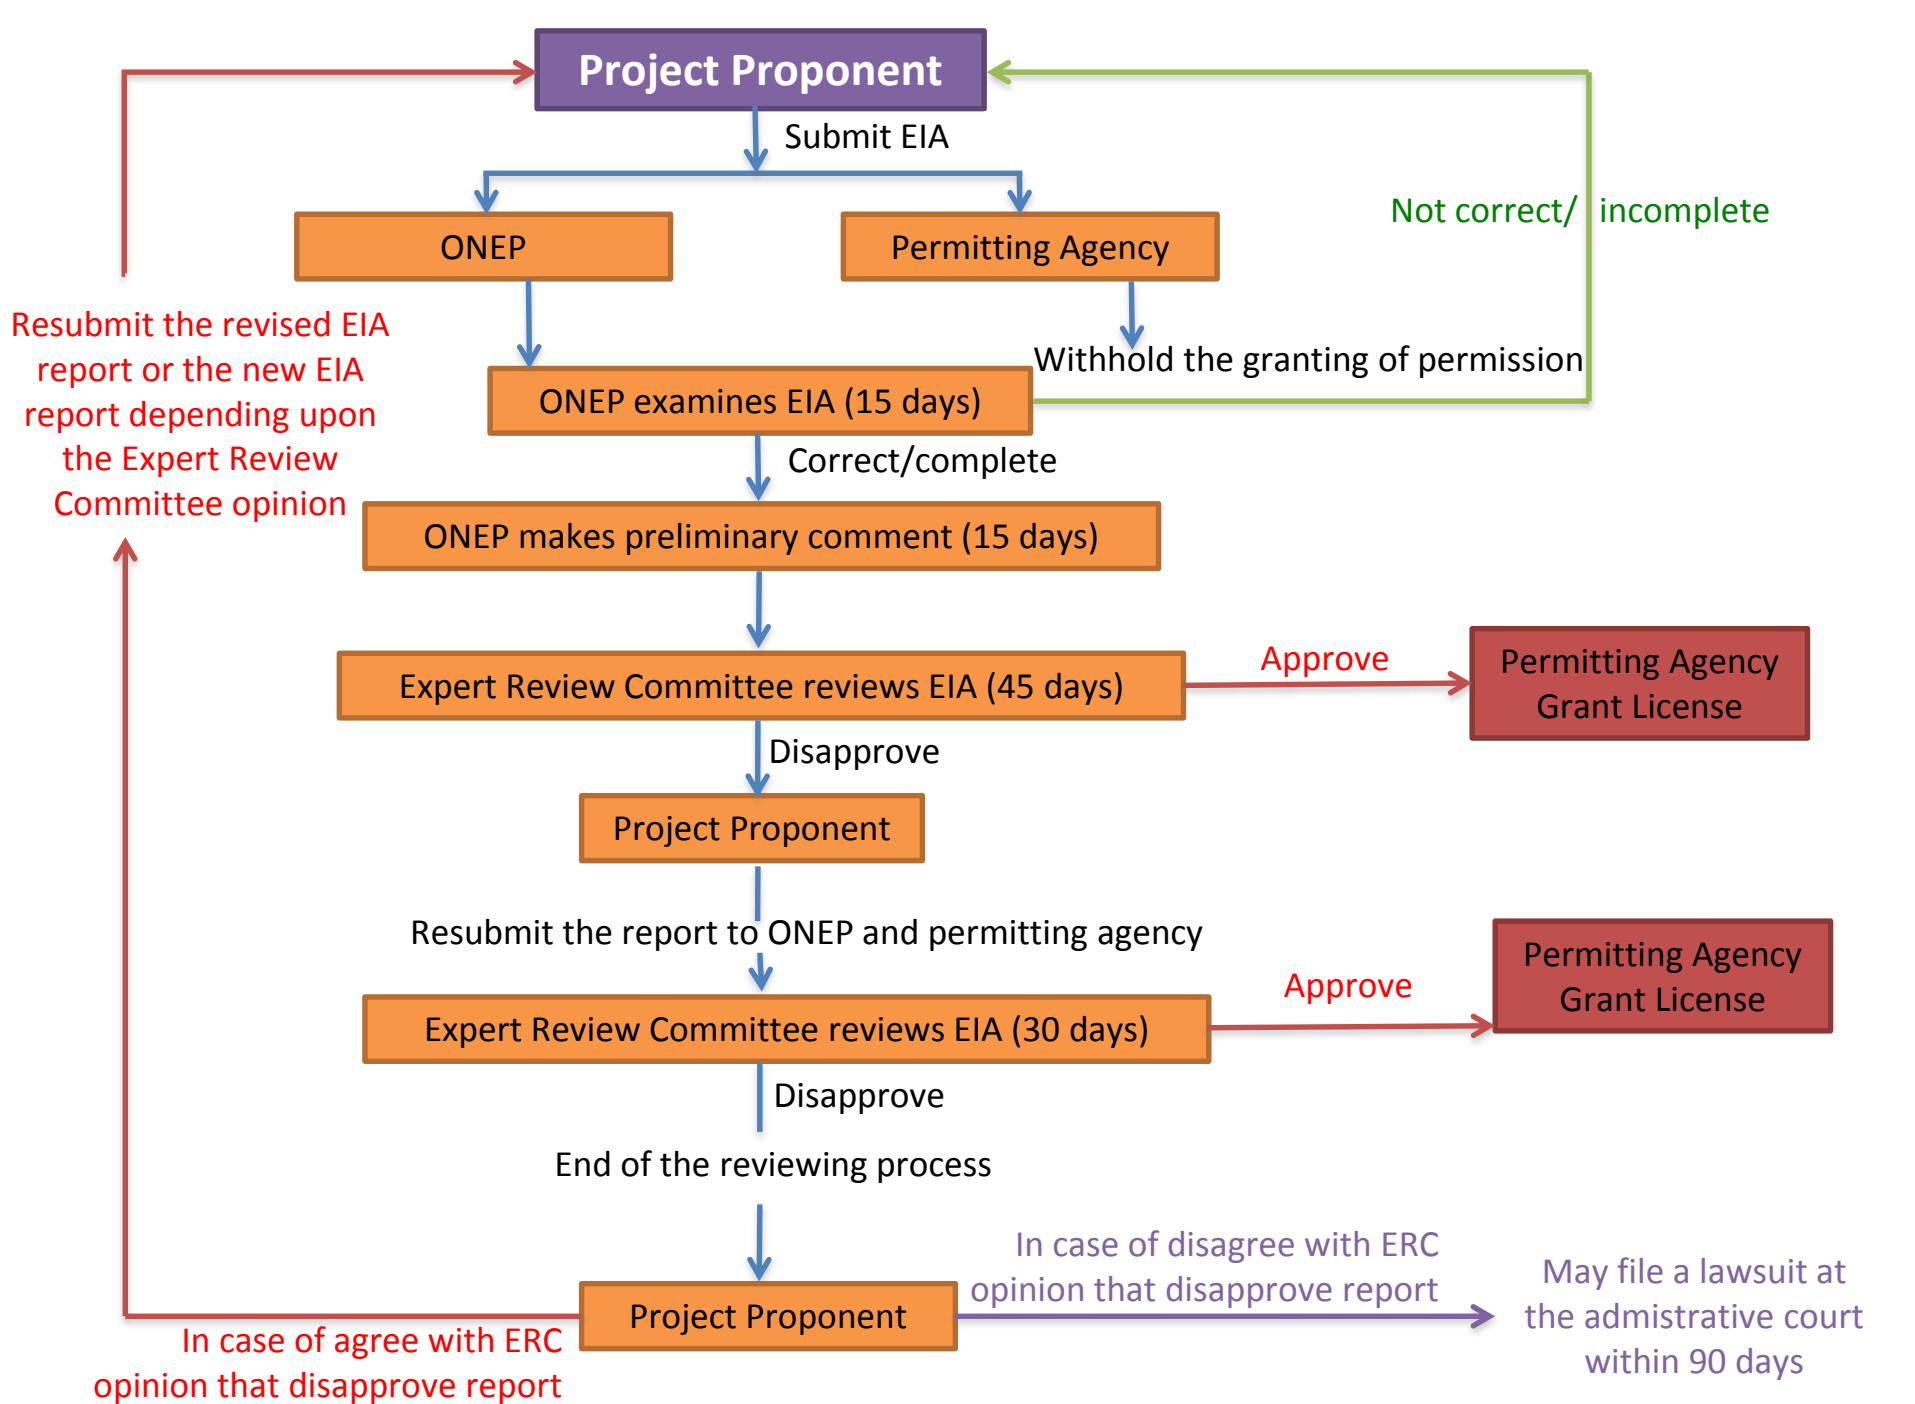 Project Proponent
Submit EIA
ONEP
Permitting Agency
Not correct/ incomplete
Withhold the granting of permission
ONEP examines EIA (15 days)
Correct/complete
Resubmit the revised EIA
report or the new EIA
report depending upon
the Expert Review
Committee opinion
ONEP makes preliminary comment (15 days)
Expert Review Committee reviews EIA (45 days)
Approve
Permitting Agency
Grant License
Disapprove
Project Proponent
Resubmit the report to ONEP and permitting agency
Expert Review Committee reviews EIA (30 days)
Approve
Permitting Agency
Grant License
Disapprove
End of the reviewing process
Project Proponent
In case of disagree with ERC
opinion that disapprove report
May file a lawsuit at
the admistrative court
within 90 days
In case of agree with ERC
opinion that disapprove report